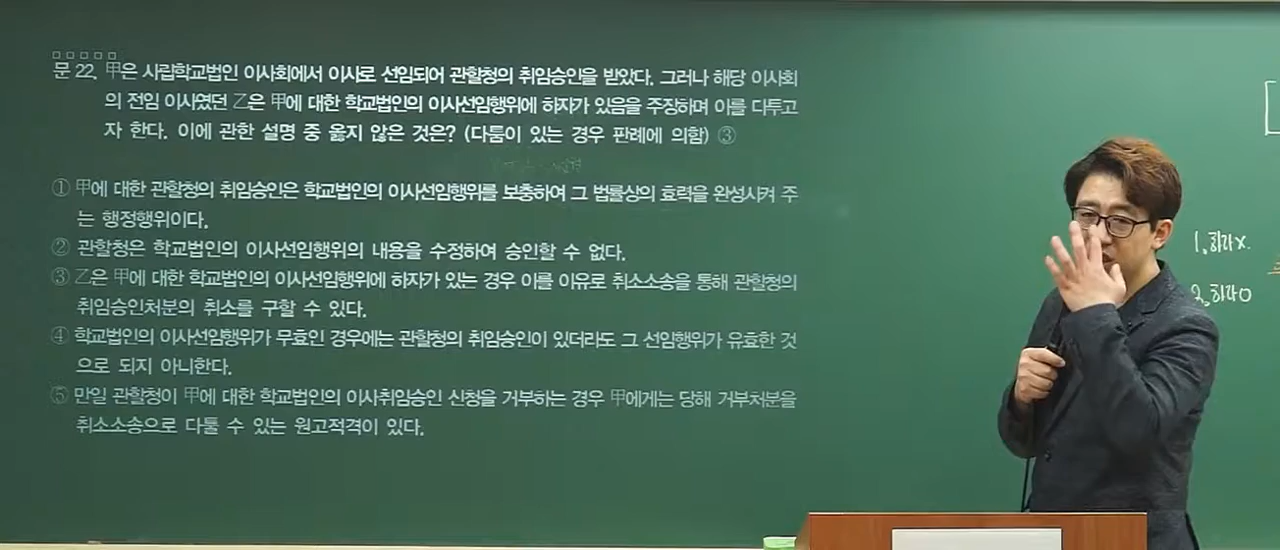 문 22. 甲은 사립학교법인 이사회에서 이사로 선임되어 관할청의 취임승인을 받았다. 그러나 해당 이사회
의 전임 이사였던 乙은 甲에 대한 학교법인의 이사선임행위에 하자가 있음을 주장하며 이를 다투고
자 한다. 이에 관한 설명 중 옳지 않은 것은? (다툼이 있는 경우 판례에 의함) ③
① 甲에 대한 관할청의 취임승인은 학교법인의 이사선임행위를 보충하여 그 법률상의 효력을 완성시켜 주
는 행정행위이다.
② 관할청은 학교법인의 이사선임행위의 내용을 수정하여 승인할 수 없다.
③ 乙은 甲에 대한 학교법인의 이사선임행위에 하자가 있는 경우 이를 이유로 취소소송을 통해 관할청의
취임승인처분의 취소를 구할 수 있다.
④ 학교법인의 이사선임행위가 무효인 경우에는 관할청의 취임승인이 있더라도 그 선임행위가 유효한 것
으로 되지 아니한다.
⑤ 만일 관할청이 甲에 대한 학교법인의 이사취임승인 신청을 거부하는 경우 甲에게는 당해 거부처분을
취소소송으로 다툴 수 있는 원고적격이 있다.
1. 하자x.
2. 하자o